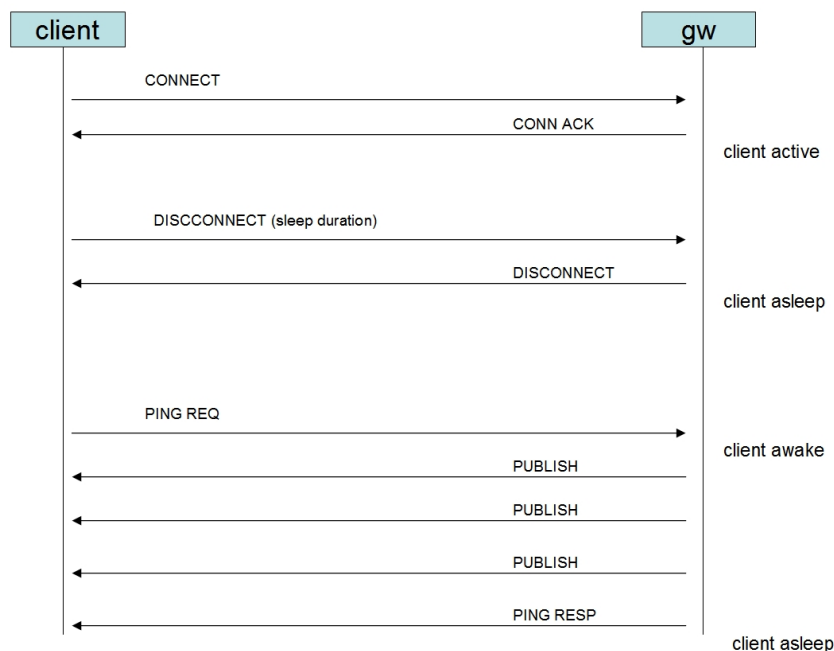 client
gw
CONNECT
CONN ACK
client active
DISCCONNECT (sleep duration)
DISCONNECT
client asleep
PING REQ
client awake
PUBLISH
PUBLISH
PUBLISH
PING RESP
client asleep